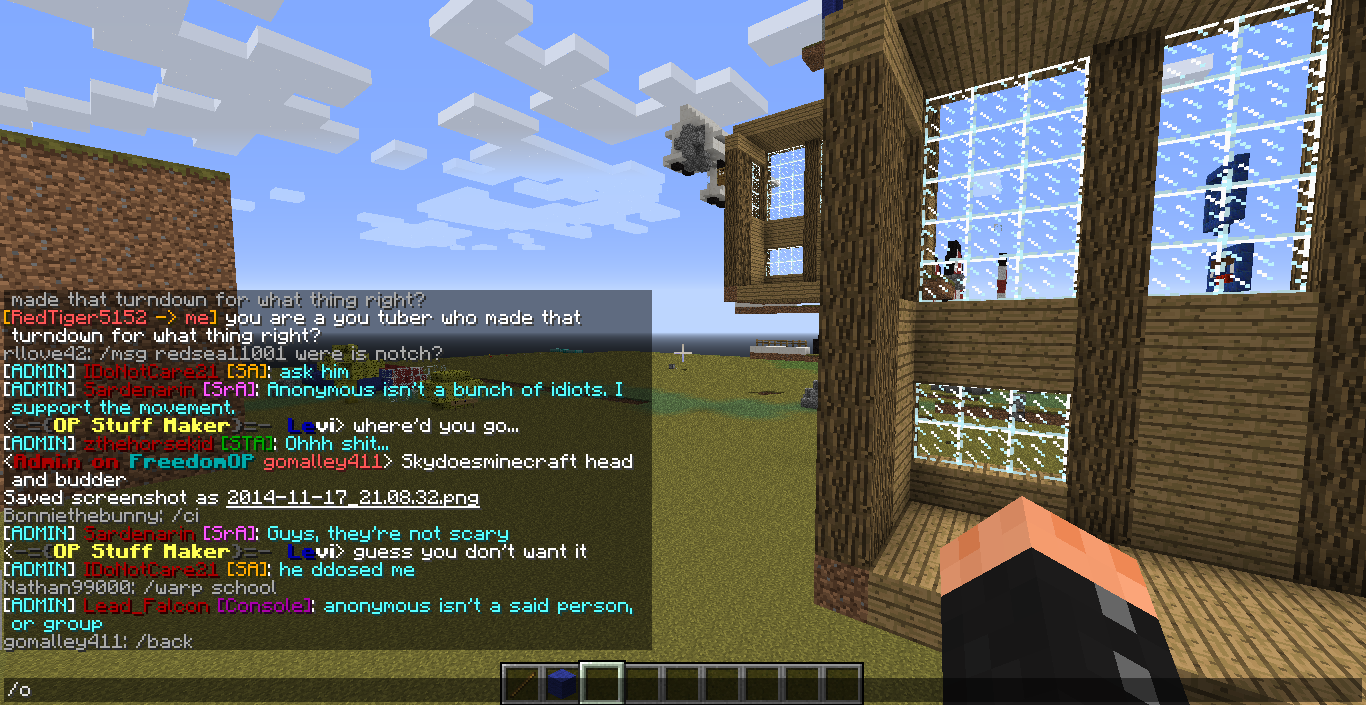 made that turndown for what thing right?
[RedTiger5152 -> me] you are a you tuber who made that
turndown for what thing right?
rllove42: /msg redsea11001 were is notch?
[ADMIN] IDoNotCare21 [SA]: ask him
[ADMIN] Sardenarin [SrA]: Anonymous isn't a bunch of idiots. I
support the movement.
<-={OP Stuff Maker}=- Levi> where'd you go...
[ADMIN] zthehorsekid [STA]: Ohhh shit...
<Admin on FreedomOP gomalley411> Skydoesminecraft head
and budder
Saved screenshot as 2014-11-17_21.08.32.png
Bonniethebunny: /ci
[ADMIN] Sardenarin [SrA]: Guys, they're not scary
<-={OP Stuff Maker}=- Levi> guess you don't want it
[ADMIN] IDoNotCare21 [SA]: he ddosed me
Nathan99000: /warp school
[ADMIN] Lead_Falcon [Console]: anonymous isn't a said person,
or group
gomalley411: /back
/o